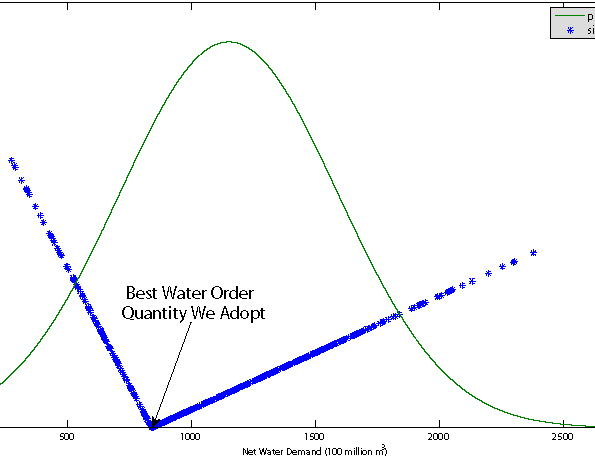 Best Water Order
Quantity We Adopt
500 1000 1500 2000 2500
Net Water Demand (100 million m³)